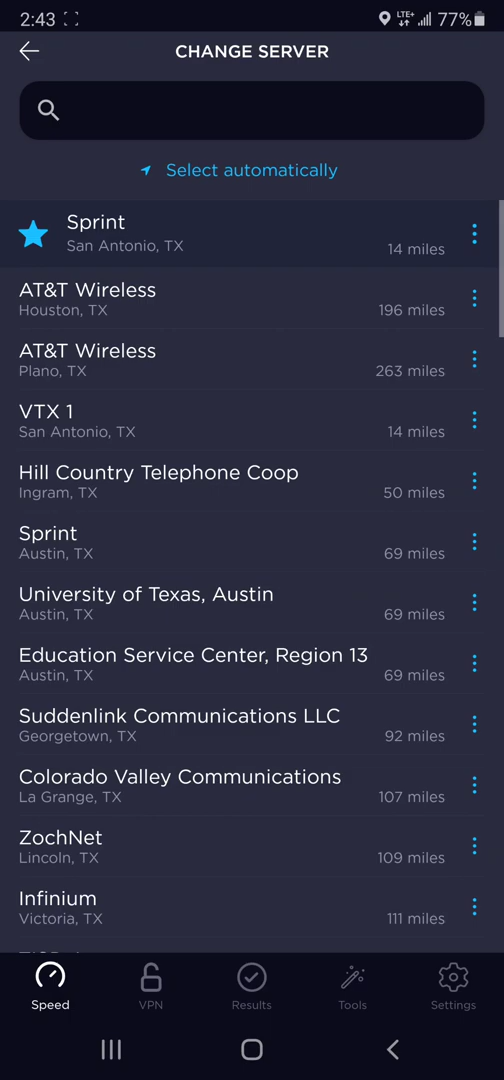 2:43
LTE+ 77%
CHANGE SERVER
Select automatically
Sprint
San Antonio, TX
14 miles
AT&T Wireless
Houston, TX
196 miles
AT&T Wireless
Plano, TX
263 miles
VTX 1
San Antonio, TX
14 miles
Hill Country Telephone Coop
Ingram, TX
50 miles
Sprint
Austin, TX
69 miles
University of Texas, Austin
Austin, TX
69 miles
Education Service Center, Region 13
Austin, TX
69 miles
Suddenlink Communications LLC
Georgetown, TX
92 miles
Colorado Valley Communications
La Grange, TX
107 miles
ZochNet
Lincoln, TX
109 miles
Infinium
Victoria, TX
111 miles
Speed
VPN
Results
Tools
Settings